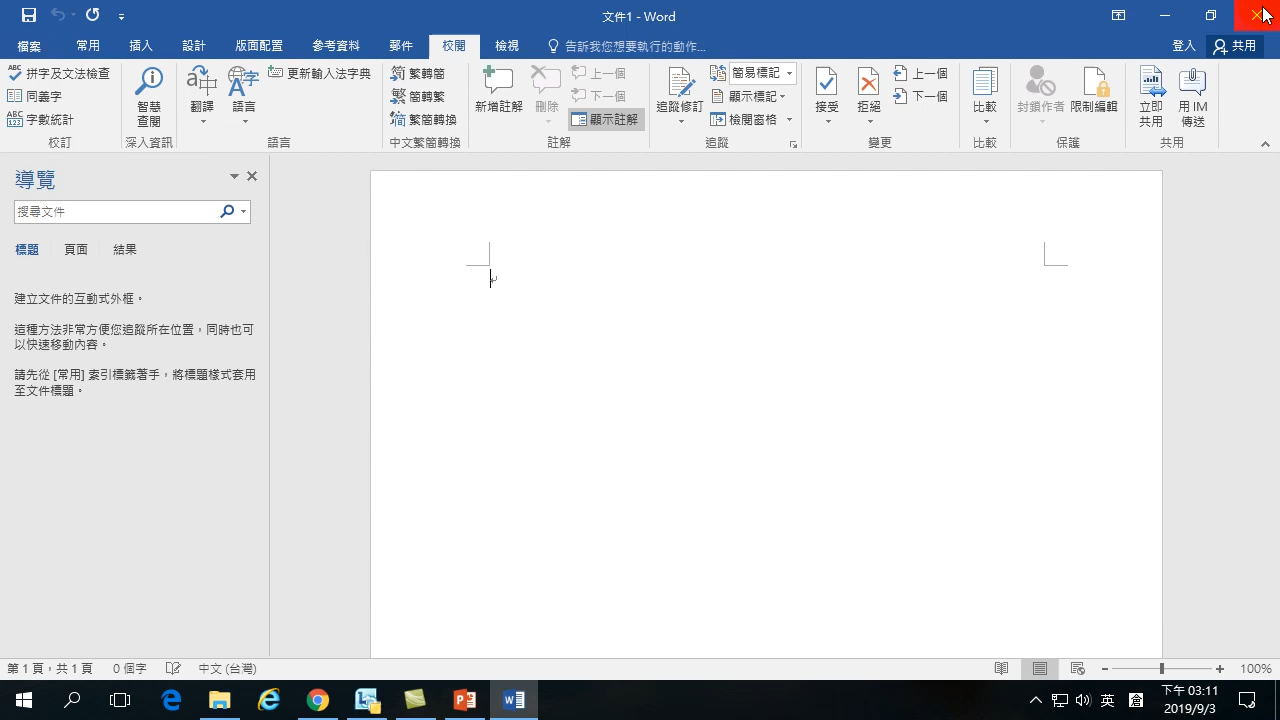 文件1 - Word
檔案 常用 插入 設計 版面配置 參考資料 郵件 校閱 檢視 告訴我您想要執行的動作... 登入 共用
ABC 拼字及文法檢查
同義字
ABC 123 字數統計
校訂
智慧查閱
深入資訊
翻譯
語言
更新輸入法字典
語言
繁轉簡
簡轉繁
繁簡轉換
中文繁簡轉換
新增註解
刪除
上一個
下一個
顯示註解
註解
追蹤修訂
簡易標記
顯示標記
檢閱窗格
追蹤
接受
拒絕
上一個
下一個
變更
比較
比較
封鎖作者
限制編輯
保護
立即共用
用 IM 傳送
共用
導覽
搜尋文件
標題 頁面 結果
建立文件的互動式外框。
這種方法非常方便您追蹤所在位置，同時也可
以快速移動內容。
請先從 [常用] 索引標籤著手，將標題樣式套用
至文件標題。
第 1 頁，共 1 頁 0 個字 中文 (台灣) 100%
英
下午 03:11
2019/9/3